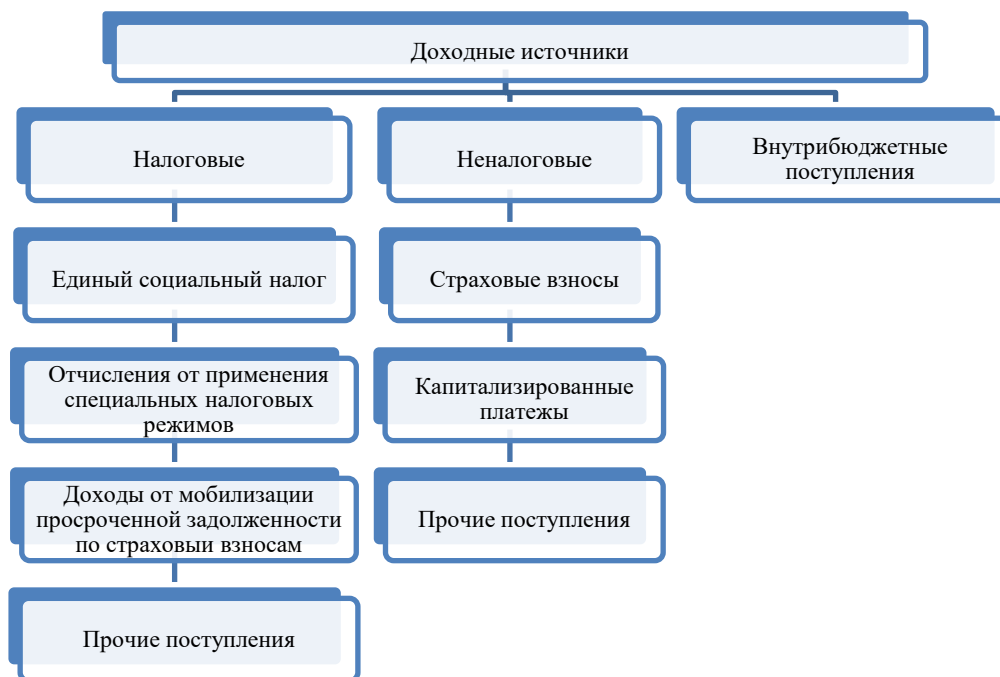 Доходные источники
Налоговые
Неналоговые
Внутрибюджетные
поступления
Единый социальный налог
Страховые взносы
Отчисления от применения
специальных налоговых
режимов
Капитализированные
платежы
Доходы от мобилизации
просроченной задолженности
по страховыи взносам
Прочие поступления
Прочие поступления